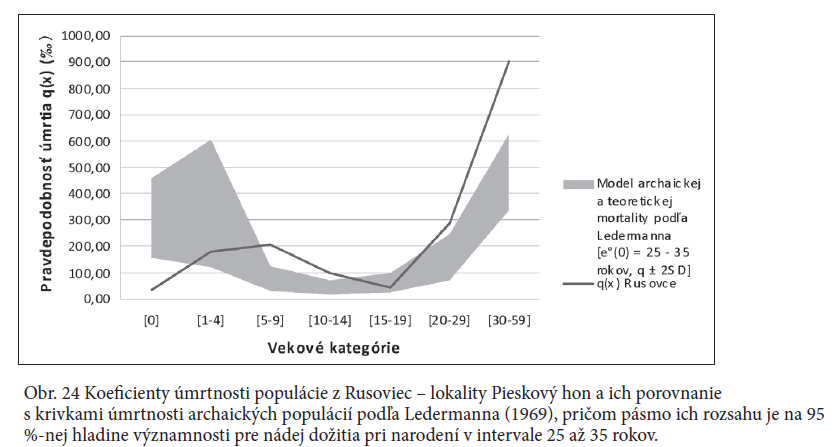 Pravdepodobnosť úmrtia q(x) (‰)
1000,00
900,00
800,00
700,00
600,00
500,00
400,00
300,00
200,00
100,00
0,00
[0] [1-4] [5-9] [10-14] [15-19] [20-29] [30-59]
Vekové kategórie
Model archaickej
a teoretickej
mortality podľa
Ledermanna
[e°(0) = 25 - 35
rokov, q ± 2SD]
q(x) Rusovce
Obr. 24 Koeficienty úmrtnosti populácie z Rusoviec – lokality Pieskový hon a ich porovnanie
s krivkami úmrtnosti archaických populácií podľa Ledermanna (1969), pričom pásmo ich rozsahu je na 95
%-nej hladine významnosti pre nádej dožitia pri narodení v intervale 25 až 35 rokov.